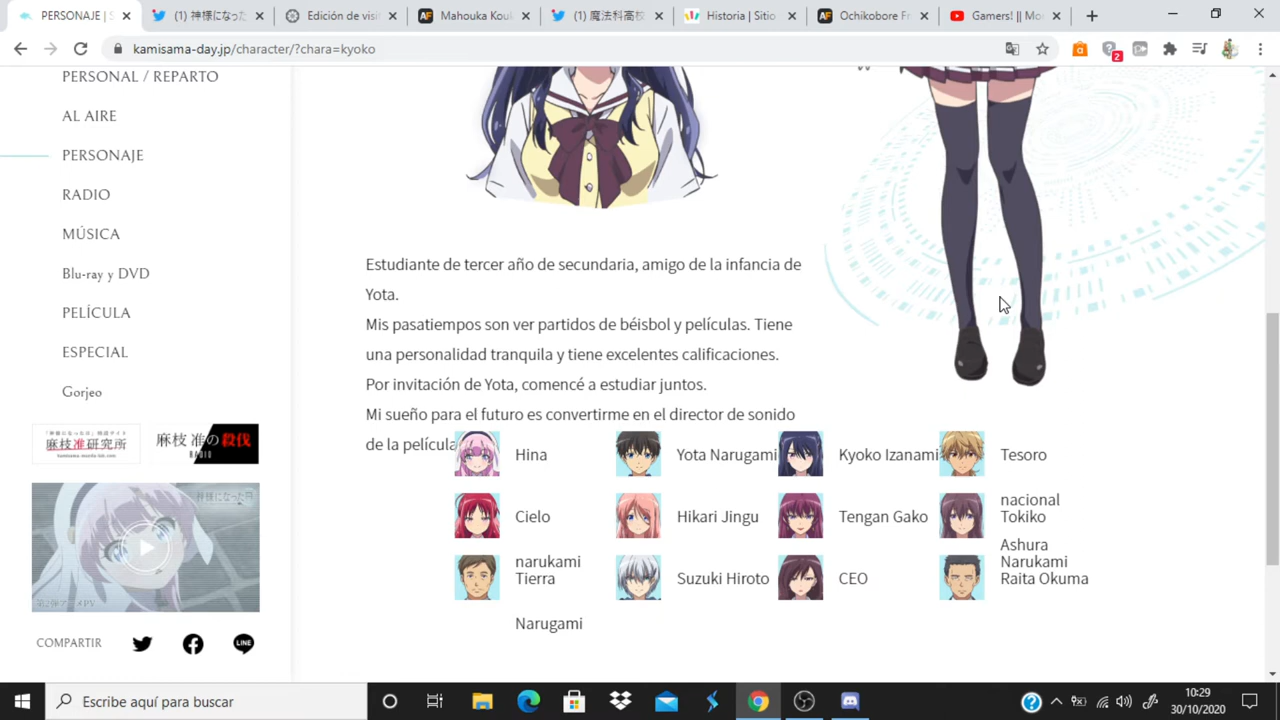 PERSONAJE | S
(1) 神様になった
Edición de visi
Mahouka Kouk
(1) 魔法科高校
Historia | Sitio
Ochikobore Fr
Gamers! || Mo
kamisama-day.jp/character/?chara=kyoko
2
PERSONAL / REPARTO
AL AIRE
PERSONAJE
RADIO
MÚSICA
Blu-ray y DVD
PELÍCULA
ESPECIAL
Gorjeo
麻枝准研究所
麻枝 准の殺伐
RADIO
COMPARTIR
LINE
Estudiante de tercer año de secundaria, amigo de la infancia de
Yota.
Mis pasatiempos son ver partidos de béisbol y películas. Tiene
una personalidad tranquila y tiene excelentes calificaciones.
Por invitación de Yota, comencé a estudiar juntos.
Mi sueño para el futuro es convertirme en el director de sonido
de la película
Hina
Yota Narugami
Kyoko Izanami
Tesoro
nacional
Ashura
Cielo
narukami
Hikari Jingu
Tengan Gako
Tokiko
Narukami
Tierra
Narugami
Suzuki Hiroto
CEO
Raita Okuma
Escribe aquí para buscar
10:29
30/10/2020